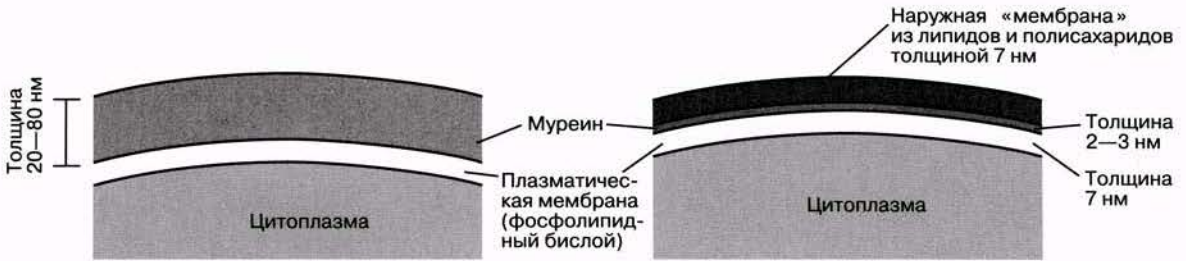 Наружная «мембрана»
из липидов и полисахаридов
толщиной 7 нм
Толщина
20—80 нм
Муреин
Толщина
2—3 нм
Плазматичес-
кая мембрана
(фосфолипид-
ный бислой)
Толщина
7 нм
Цитоплазма
Цитоплазма